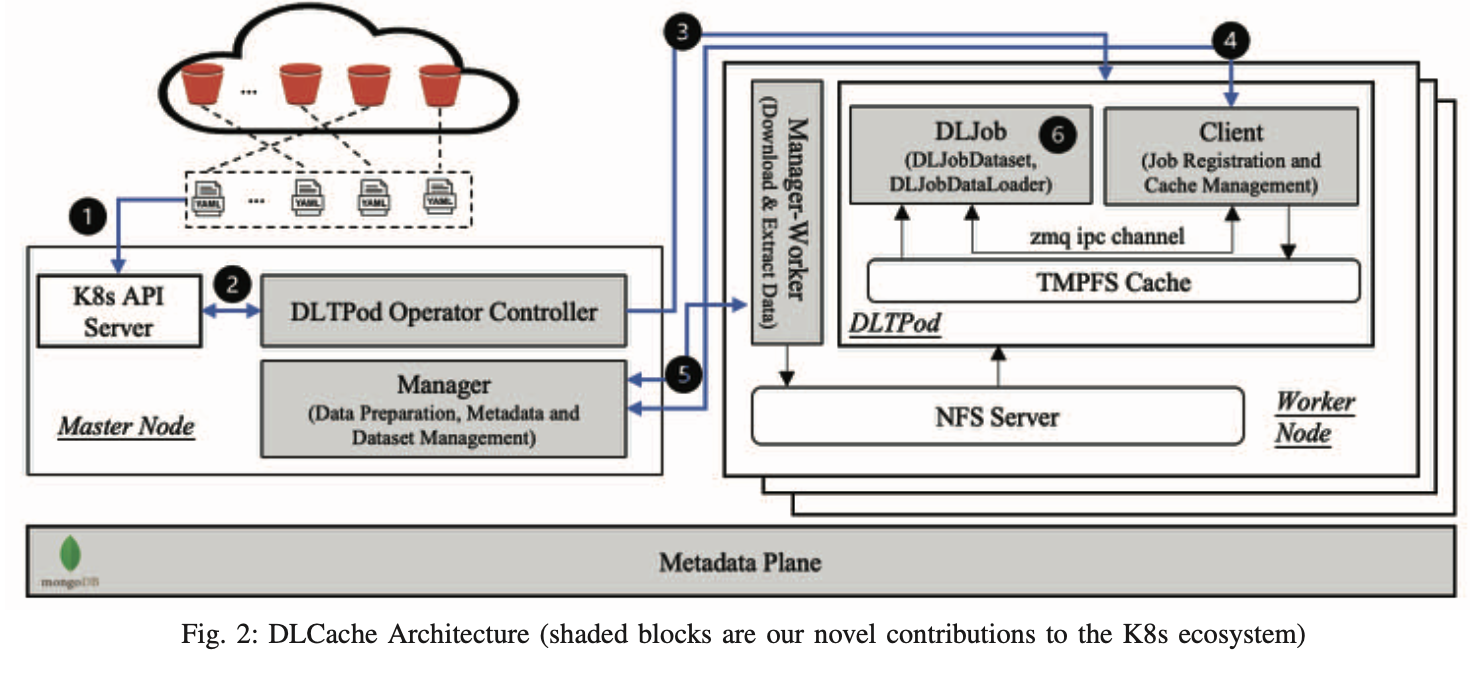 3
4
...
1
YAML
...
YAML
YAML
YAML
K8s API
Server
2
DLTPod Operator Controller
Manager
(Data Preparation, Metadata and
Dataset Management)
Master Node
5
Manager-Worker
(Download & Extract Data)
DLJob
(DLJobDataset,
DLJobDataLoader)
6
Client
(Job Registration and
Cache Management)
zmq ipc channel
TMPFS Cache
DLTPod
NFS Server
Worker
Node
mongoDB
Metadata Plane
Fig. 2: DLCache Architecture (shaded blocks are our novel contributions to the K8s ecosystem)